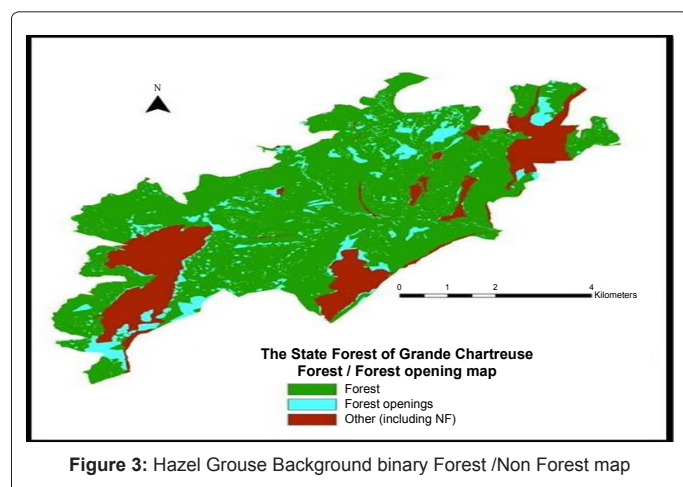 N
0 1 2 4
Kilometers
The State Forest of Grande Chartreuse
Forest / Forest opening map
Forest
Forest openings
Other (including NF)
Figure 3: Hazel Grouse Background binary Forest /Non Forest map